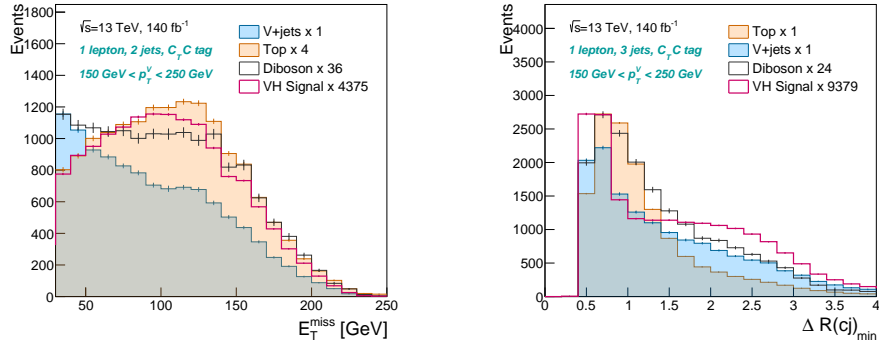 Events
√s=13 TeV, 140 fb⁻¹
1 lepton, 2 jets, C_T C tag
150 GeV < p_T^V < 250 GeV
V+jets x 1
Top x 4
Diboson x 36
VH Signal x 4375
1800
1600
1400
1200
1000
800
600
400
200
0
50 100 150 200 250
E_T^miss [GeV]
Events
√s=13 TeV, 140 fb⁻¹
1 lepton, 3 jets, C_T C tag
150 GeV < p_T^V < 250 GeV
Top x 1
V+jets x 1
Diboson x 24
VH Signal x 9379
4000
3500
3000
2500
2000
1500
1000
500
0
0 0.5 1 1.5 2 2.5 3 3.5 4
Δ R(cj)_min